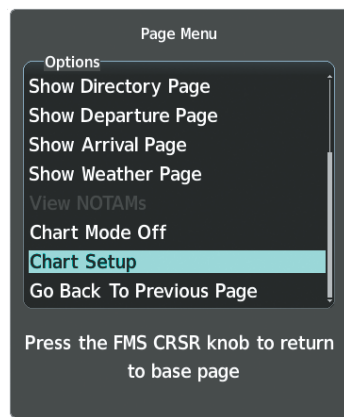 Page Menu
Options
Show Directory Page
Show Departure Page
Show Arrival Page
Show Weather Page
View NOTAMs
Chart Mode Off
Chart Setup
Go Back To Previous Page
Press the FMS CRSR knob to return
to base page